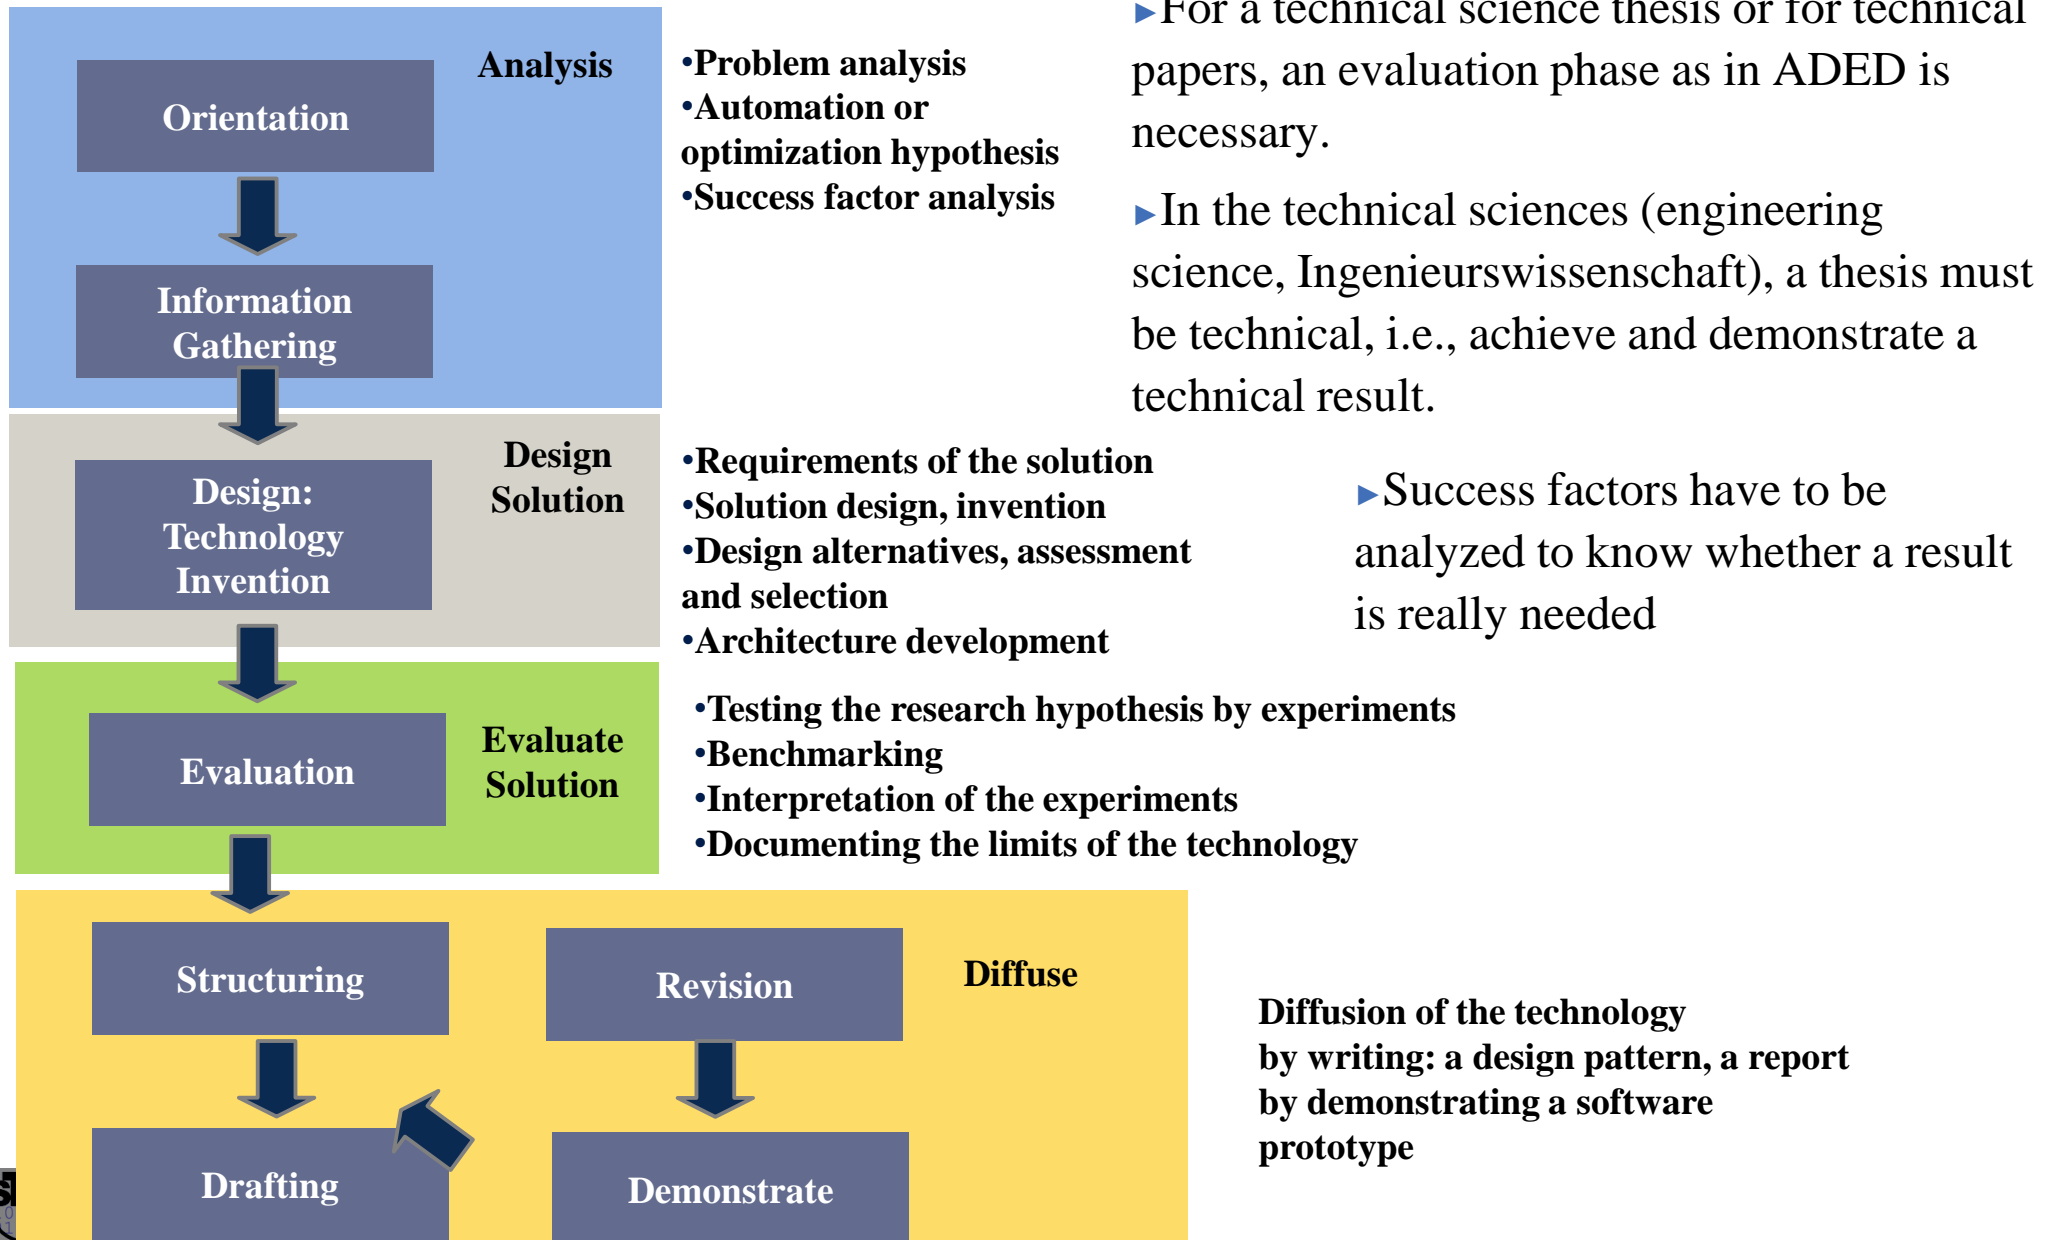 Analysis
Orientation
Information
Gathering
•Problem analysis
•Automation or
optimization hypothesis
•Success factor analysis
►For a technical science thesis or for technical
papers, an evaluation phase as in ADED is
necessary.
►In the technical sciences (engineering
science, Ingenieurswissenschaft), a thesis must
be technical, i.e., achieve and demonstrate a
technical result.
Design
Solution
Design:
Technology
Invention
•Requirements of the solution
•Solution design, invention
•Design alternatives, assessment
and selection
•Architecture development
►Success factors have to be
analyzed to know whether a result
is really needed
Evaluate
Solution
Evaluation
•Testing the research hypothesis by experiments
•Benchmarking
•Interpretation of the experiments
•Documenting the limits of the technology
Diffuse
Structuring
Revision
Drafting
Demonstrate
Diffusion of the technology
by writing: a design pattern, a report
by demonstrating a software
prototype